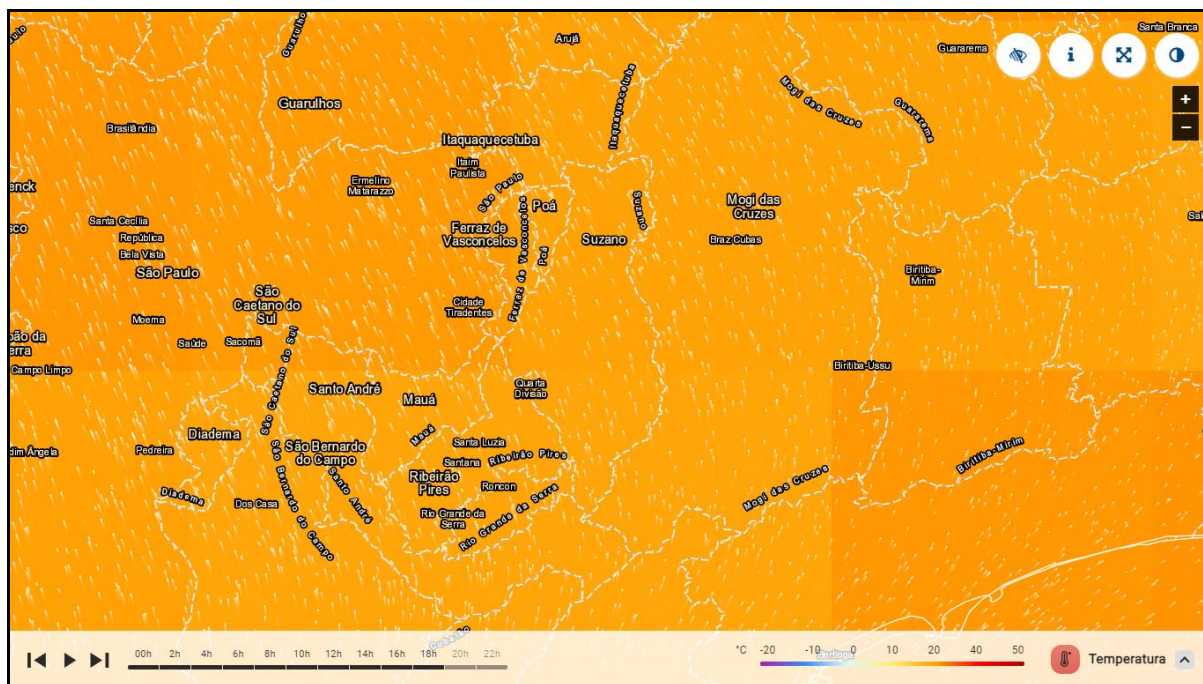 Santa Branca
Guarulho
Arujá
Guararema
i
Itaquaquecetuba
Mogi das Cruzes
Guararema
+
−
Guarulhos
Brasilândia
Itaquaquecetuba
Itaim
Paulista
Ermelino
Matarazzo
São Paulo
Poá
Suzano
Mogi das
Cruzes
Santa Cecília
República
Bela Vista
São Paulo
Ferraz de
Vasconcelos
Ferraz de Vasconcelos
Poá
Suzano
Braz Cubas
Biritiba-
Mirim
São
Caetano do
Sul
Cidade
Tiradentes
Moema
Saúde
Sacomã
São Caetano do Sul
Campo Limpo
Biritiba-Ussu
Santo André
Mauá
Quarta
Divisão
Diadema
Pedreira
São Bernardo
do Campo
Mauá
Santa Luzia
Santana
Ribeirão Pires
Ribeirão
Pires
Roncon
Biritiba-Mirim
Mogi das Cruzes
Diadema
Dos Casa
São Bernardo do Campo
Santo André
Rio Grande da
Serra
Rio Grande da Serra
Cubatão
00h 2h 4h 6h 8h 10h 12h 14h 16h 18h 20h 22h
°C -20 -10 0 10 20 30 40 50
Temperatura